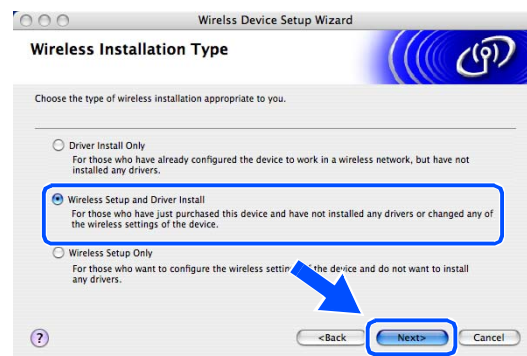 Wirelss Device Setup Wizard
Wireless Installation Type
Choose the type of wireless installation appropriate to you.
Driver Install Only
For those who have already configured the device to work in a wireless network, but have not
installed any drivers.
Wireless Setup and Driver Install
For those who have just purchased this device and have not installed any drivers or changed any of
the wireless settings of the device.
Wireless Setup Only
For those who want to configure the wireless the device and do not want to install
any drivers.
? <Back Next> Cancel